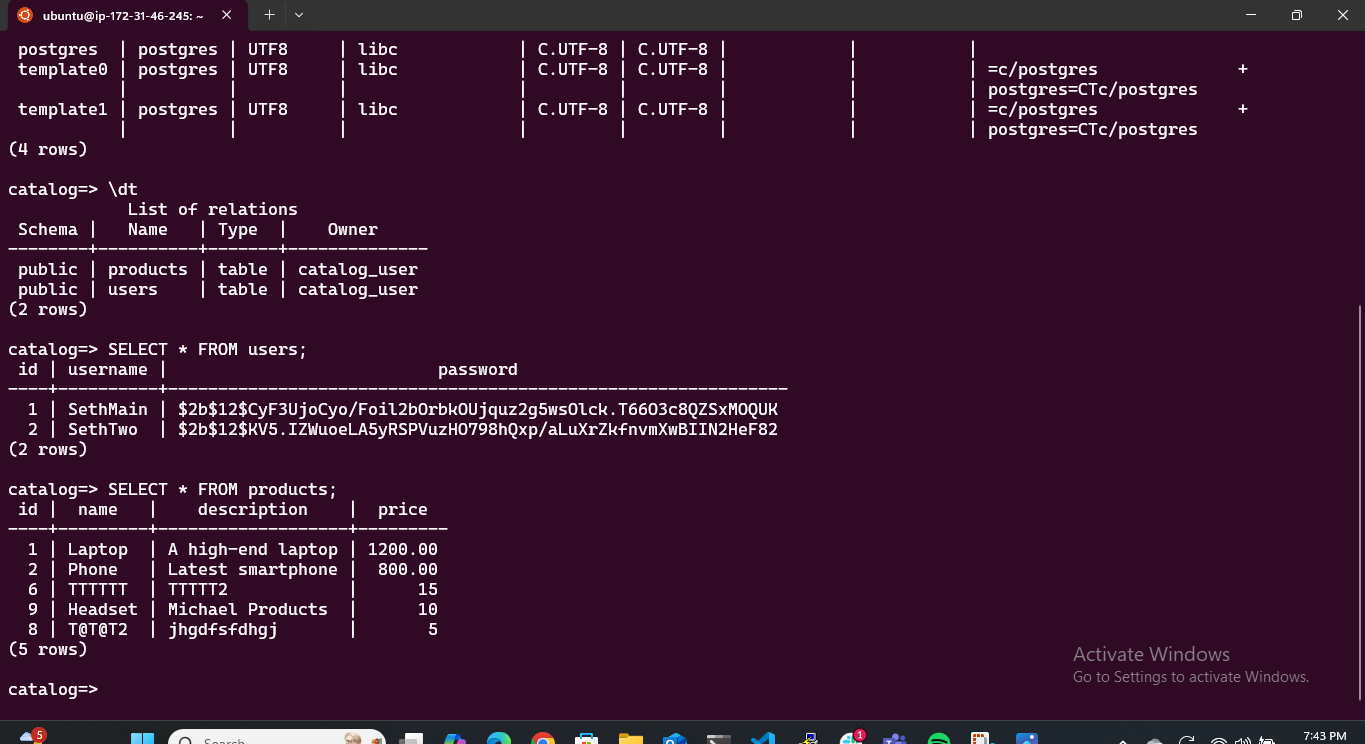 ubuntu@ip-172-31-46-245: ~
postgres | postgres | UTF8 | libc | C.UTF-8 | C.UTF-8 | | |
template0 | postgres | UTF8 | libc | C.UTF-8 | C.UTF-8 | | | =c/postgres +
| | | | | | | | postgres=CTc/postgres
template1 | postgres | UTF8 | libc | C.UTF-8 | C.UTF-8 | | | =c/postgres +
| | | | | | | | postgres=CTc/postgres
(4 rows)
catalog=> \dt
List of relations
Schema | Name | Type | Owner
--------+----------+-------+--------------
public | products | table | catalog_user
public | users | table | catalog_user
(2 rows)
catalog=> SELECT * FROM users;
id | username | password
----+----------+--------------------------------------------------------------
1 | SethMain | $2b$12$CyF3UjoCyo/Foil2bOrbkOUjquz2g5wsOlck.T66O3c8QZSxMOQUK
2 | SethTwo | $2b$12$KV5.IZWuoeLA5yRSPVuzHO798hQxp/aLuXrZkfnvmXwBIIN2HeF82
(2 rows)
catalog=> SELECT * FROM products;
id | name | description | price
----+---------+-------------------+---------
1 | Laptop | A high-end laptop | 1200.00
2 | Phone | Latest smartphone | 800.00
6 | TTTTTT | TTTTT2 | 15
9 | Headset | Michael Products | 10
8 | T@T@T2 | jhgdfsfdhgj | 5
(5 rows)
catalog=>
Activate Windows
Go to Settings to activate Windows.
5
Search
1
7:43 PM